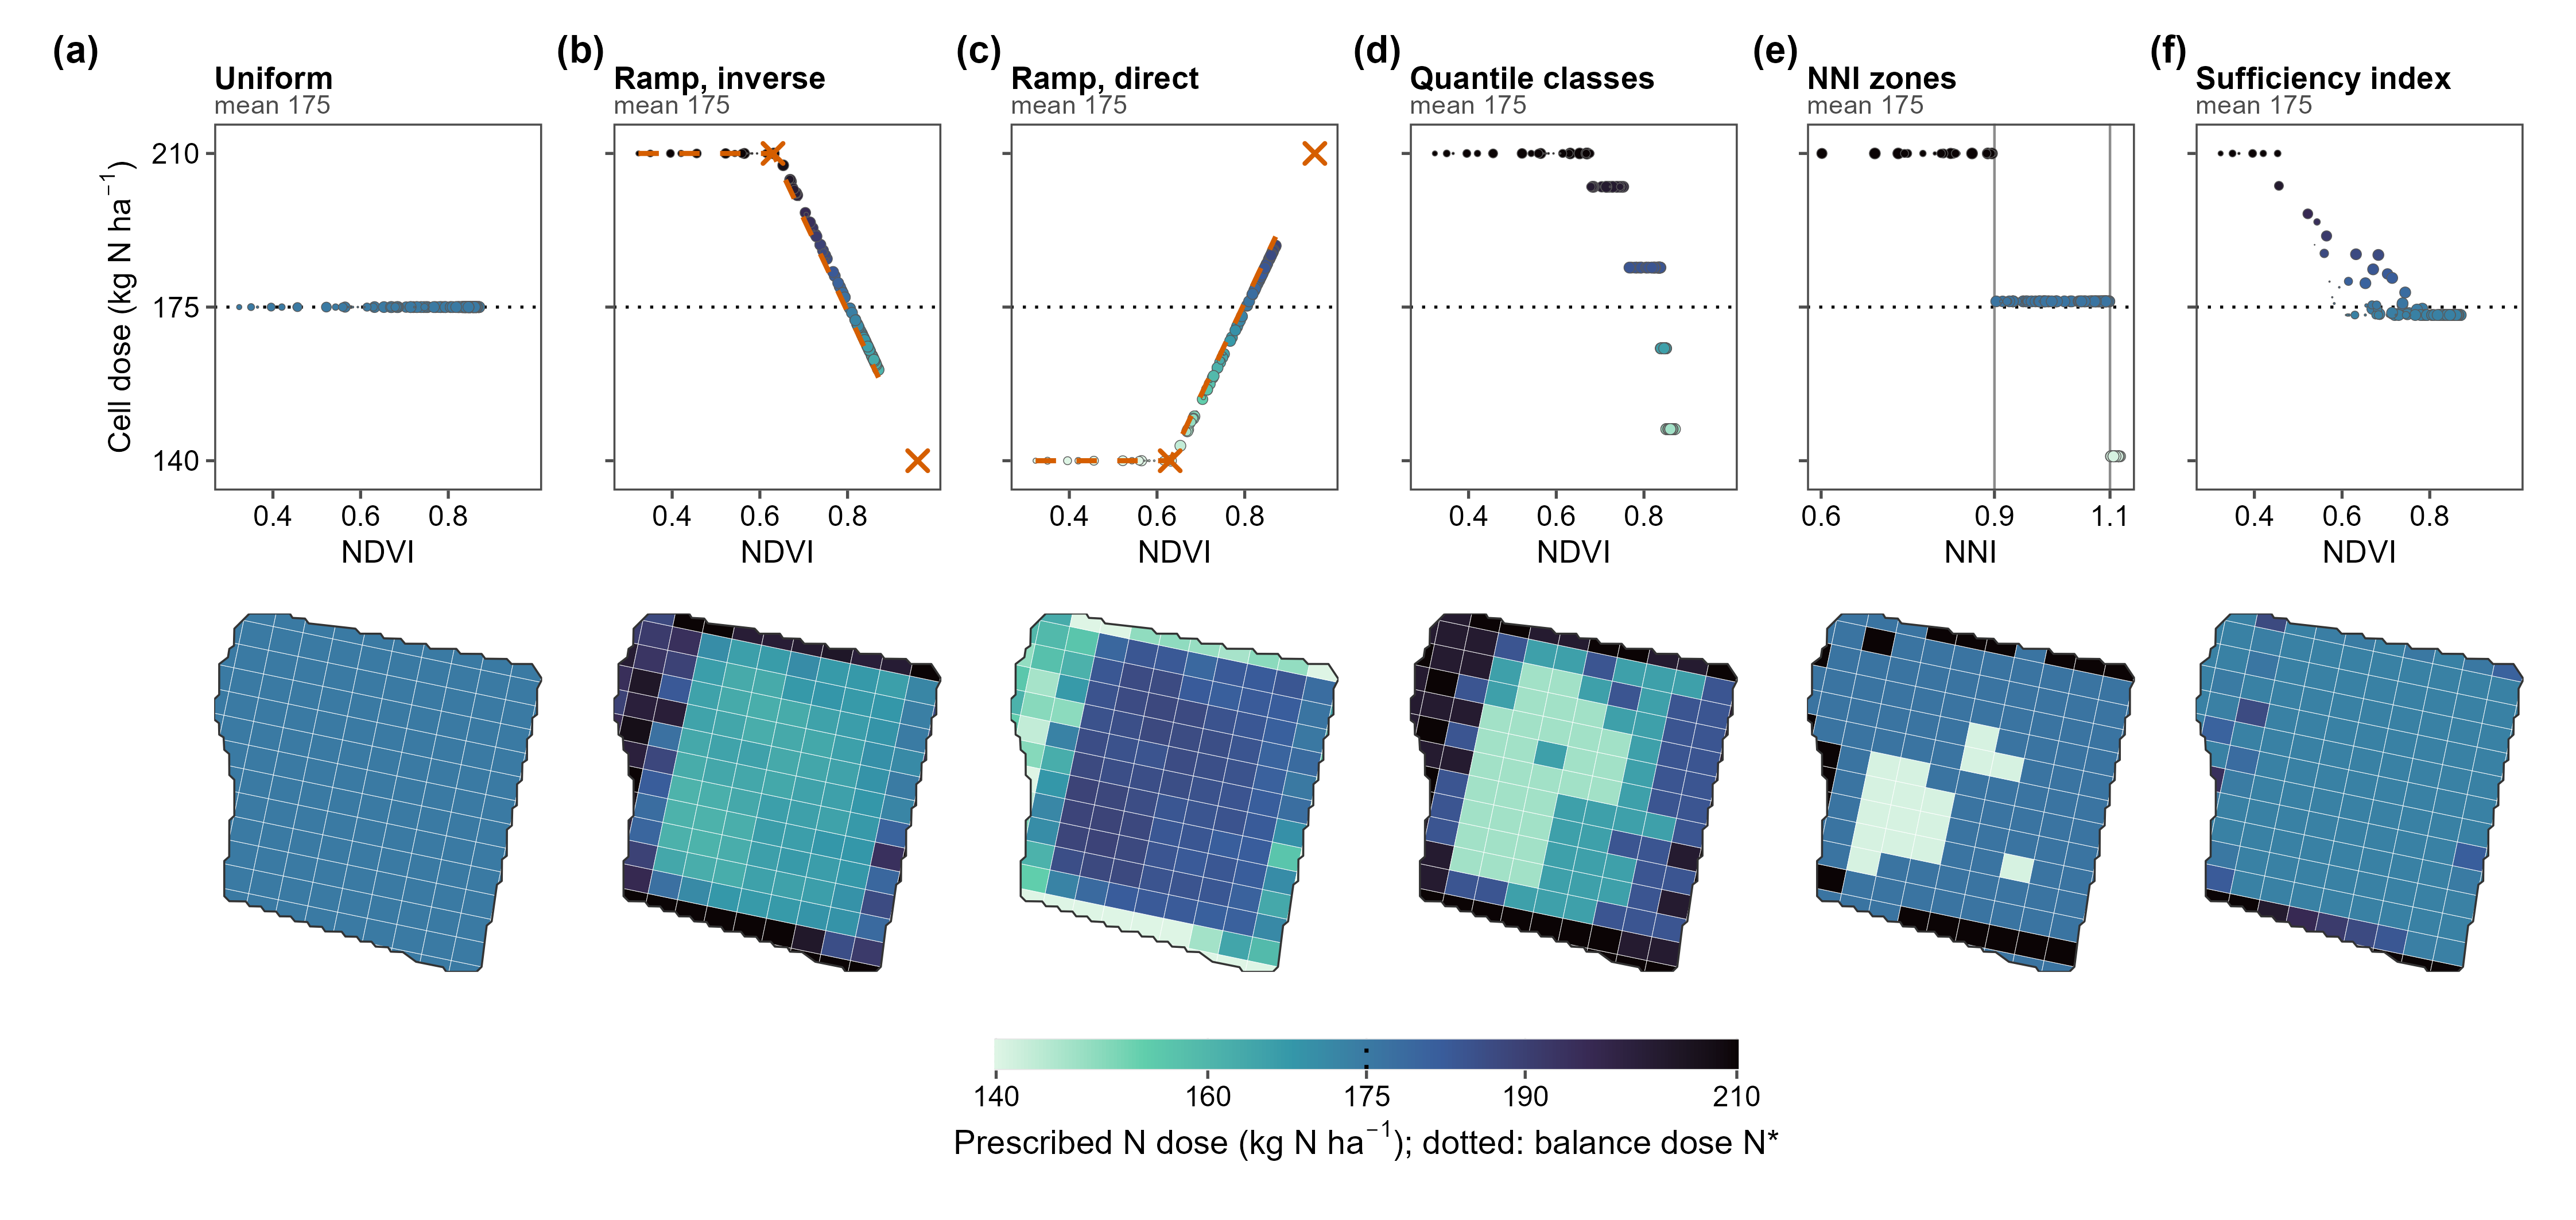 (a) (b) (c) (d) (e) (f)
Uniform Ramp, inverse Ramp, direct Quantile classes NNI zones Sufficiency index
mean 175 mean 175 mean 175 mean 175 mean 175 mean 175
Cell dose (kg N ha⁻¹)
210
175
140
0.4 0.6 0.8 0.4 0.6 0.8 0.4 0.6 0.8 0.4 0.6 0.8 0.6 0.9 1.1 0.4 0.6 0.8
NDVI NDVI NDVI NDVI NNI NDVI
140 160 175 190 210
Prescribed N dose (kg N ha⁻¹); dotted: balance dose N*